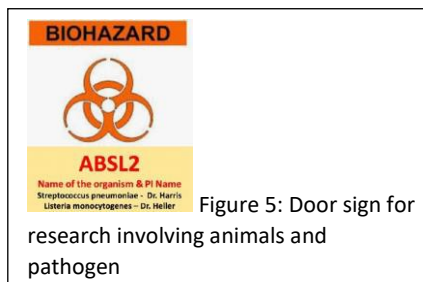 BIOHAZARD
ABSL2
Name of the organism & PI Name
Streptococcus pneumoniae - Dr. Harris
Listeria monocytogenes – Dr. Heller
Figure 5: Door sign for
research involving animals and
pathogen